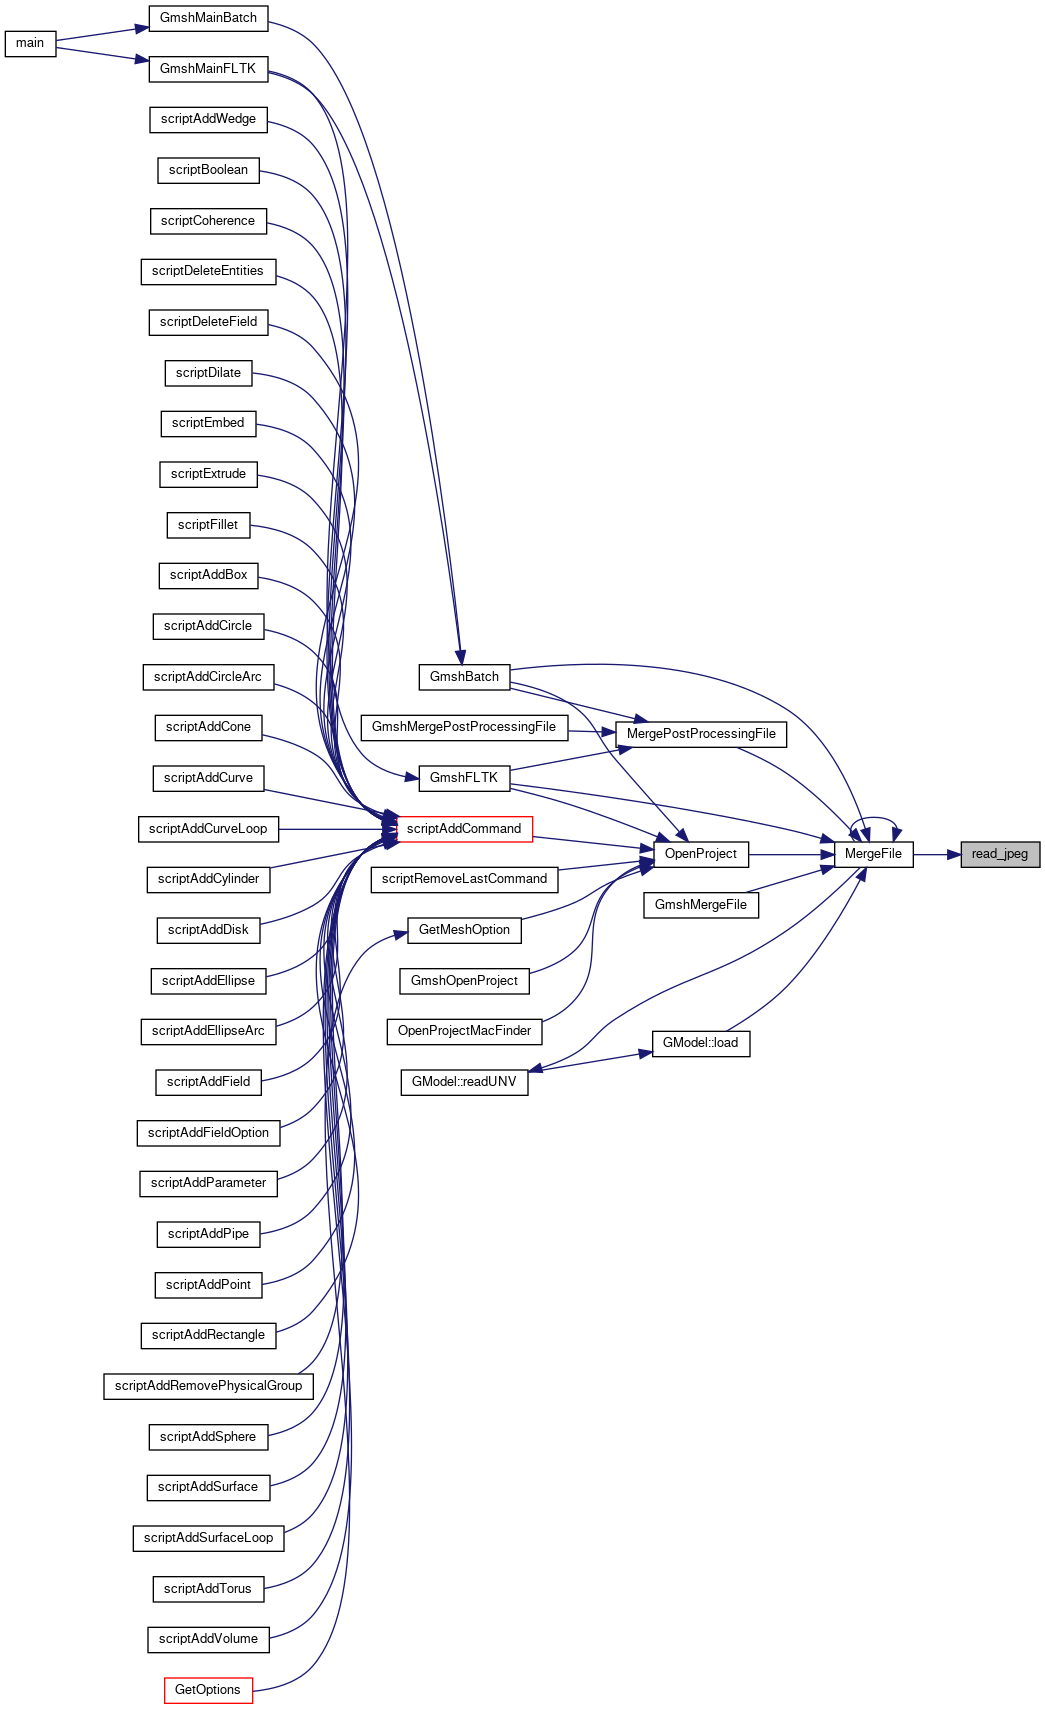 main
GmshMainBatch
GmshMainFLTK
scriptAddWedge
scriptBoolean
scriptCoherence
scriptDeleteEntities
scriptDeleteField
scriptDilate
scriptEmbed
scriptExtrude
scriptFillet
scriptAddBox
scriptAddCircle
scriptAddCircleArc
scriptAddCone
scriptAddCurve
scriptAddCurveLoop
scriptAddCylinder
scriptAddDisk
scriptAddEllipse
scriptAddEllipseArc
scriptAddField
scriptAddFieldOption
scriptAddParameter
scriptAddPipe
scriptAddPoint
scriptAddRectangle
scriptAddRemovePhysicalGroup
scriptAddSphere
scriptAddSurface
scriptAddSurfaceLoop
scriptAddTorus
scriptAddVolume
GetOptions
GmshBatch
GmshMergePostProcessingFile
GmshFLTK
scriptAddCommand
scriptRemoveLastCommand
GetMeshOption
GmshOpenProject
OpenProjectMacFinder
GModel::readUNV
MergePostProcessingFile
OpenProject
GmshMergeFile
GModel::load
MergeFile
read_jpeg